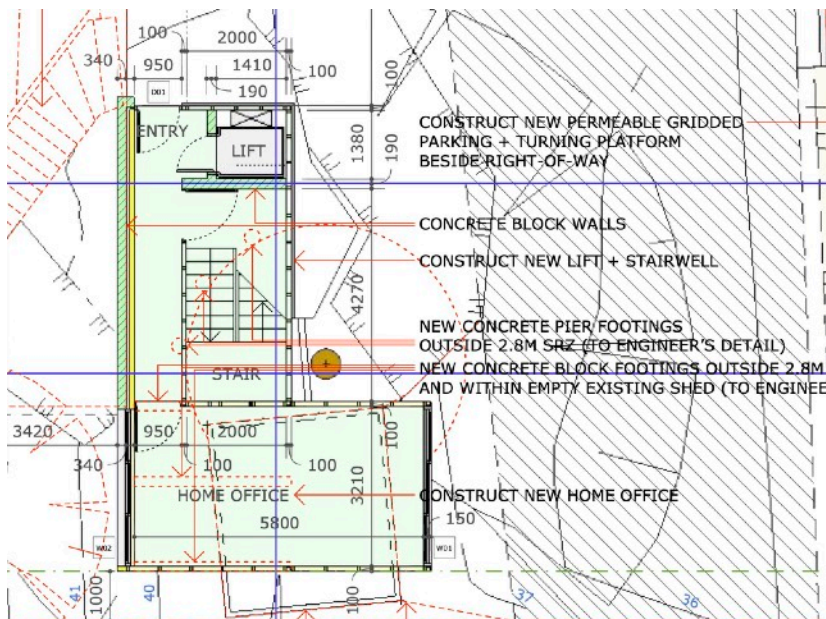 100
2000
340
950
1410
100
100
D01
190
ENTRY
LIFT
1380
190
CONSTRUCT NEW PERMEABLE GRIDDED
PARKING + TURNING PLATFORM
BESIDE RIGHT-OF-WAY
CONCRETE BLOCK WALLS
CONSTRUCT NEW LIFT + STAIRWELL
4270
NEW CONCRETE PIER FOOTINGS
OUTSIDE 2.8M SRZ (TO ENGINEER'S DETAIL)
NEW CONCRETE BLOCK FOOTINGS OUTSIDE 2.8M
AND WITHIN EMPTY EXISTING SHED (TO ENGINEE
STAIR
3420
950
2000
100
340
100
100
HOME OFFICE
3210
CONSTRUCT NEW HOME OFFICE
5800
150
W02
W01
1000
41
40
100
37
36